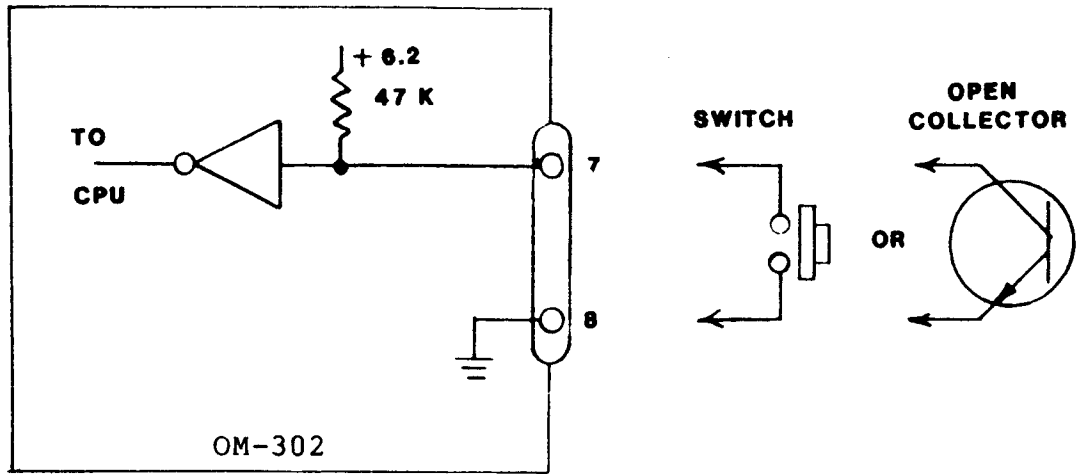 + 6.2
47 K
TO
CPU
7
8
OM-302
SWITCH
OR
OPEN
COLLECTOR